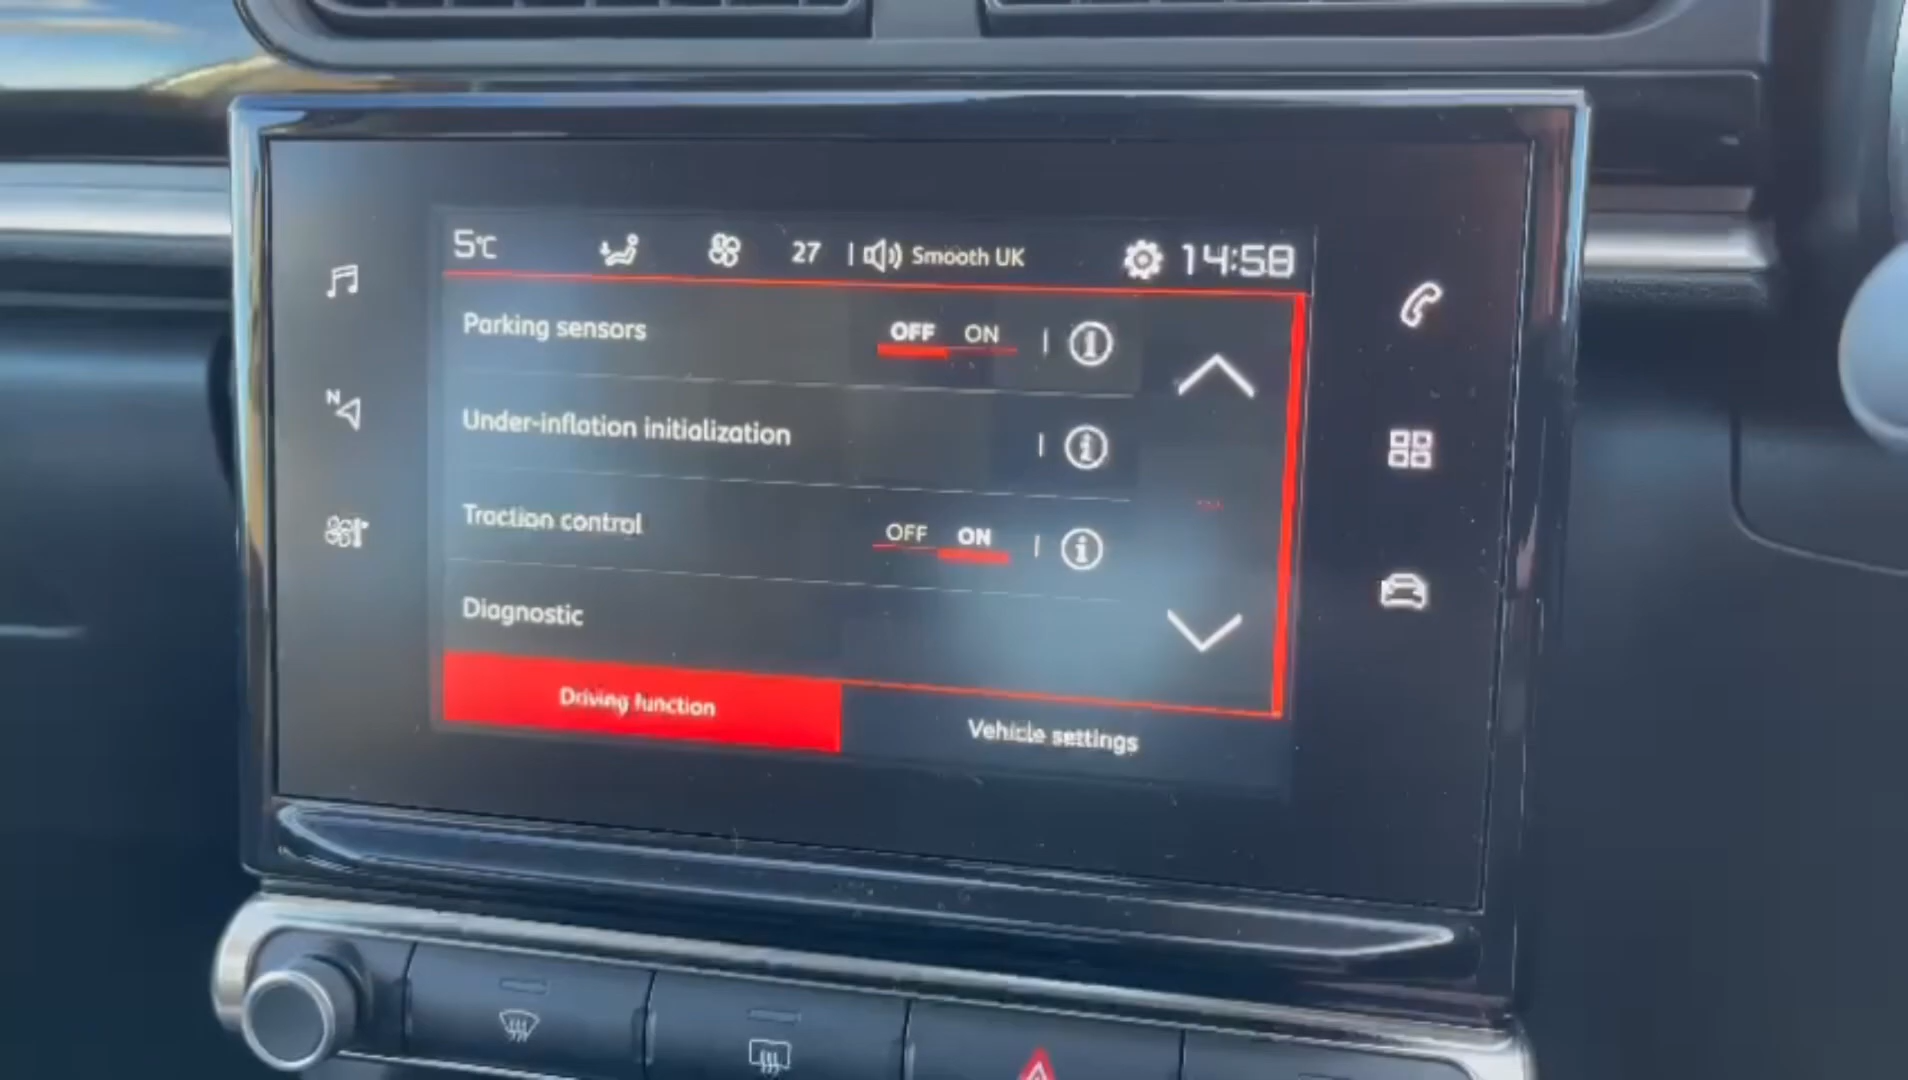 5°C 27 Smooth UK 14:58
Parking sensors OFF ON
Under-inflation initialization
Traction control OFF ON
Diagnostic
Driving function
Vehicle settings
N